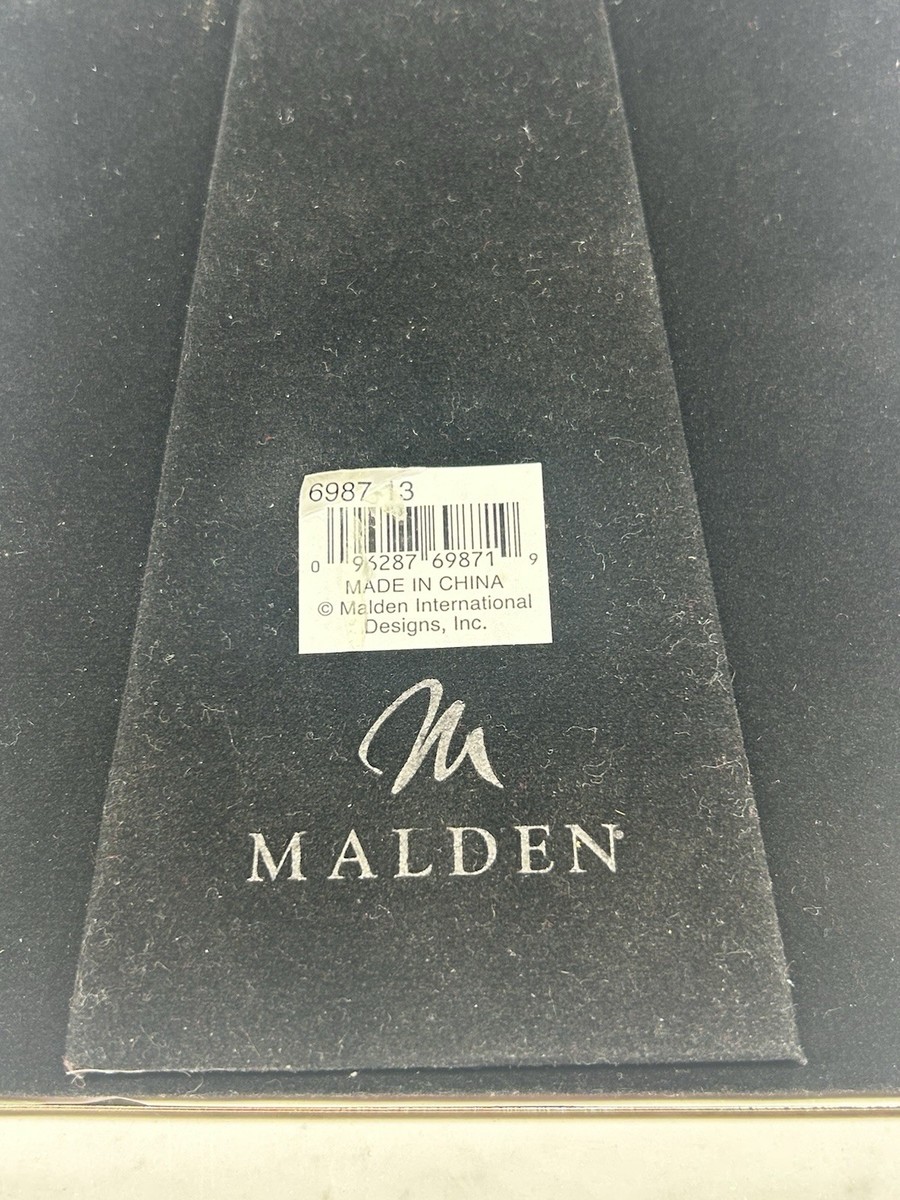 6987-13
0 96287 69871 9
MADE IN CHINA
© Malden International
Designs, Inc.
M
MALDEN®